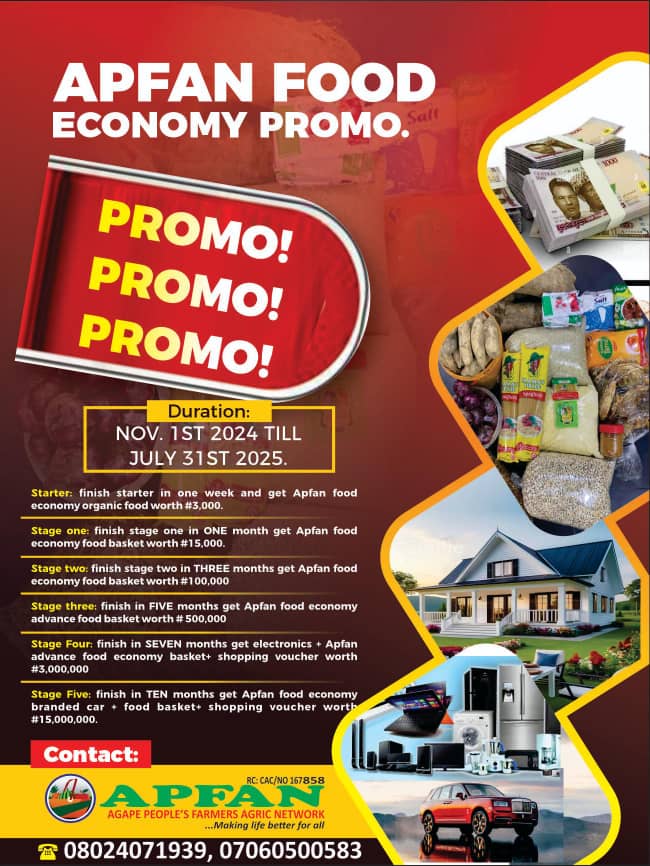 APFAN FOOD
ECONOMY PROMO.
PROMO!
PROMO!
PROMO!
Duration:
NOV. 1ST 2024 TILL
JULY 31ST 2025.
Starter: finish starter in one week and get Apfan food
economy organic food worth #3,000.
Stage one: finish stage one in ONE month get Apfan food
economy food basket worth #15,000.
Stage two: finish stage two in THREE months get Apfan food
economy food basket worth #100,000
Stage three: finish in FIVE months get Apfan food economy
advance food basket worth # 500,000
Stage Four: finish in SEVEN months get electronics + Apfan
advance food economy basket+ shopping voucher worth
#3,000,000
Stage Five: finish in TEN months get Apfan food economy
branded car + food basket+ shopping voucher worth
#15,000,000.
Contact:
RC: CAC/NO 167858
APFAN
AGAPE PEOPLE'S FARMERS AGRIC NETWORK
...Making life better for all
08024071939, 07060500583
1000
Salt
Salt